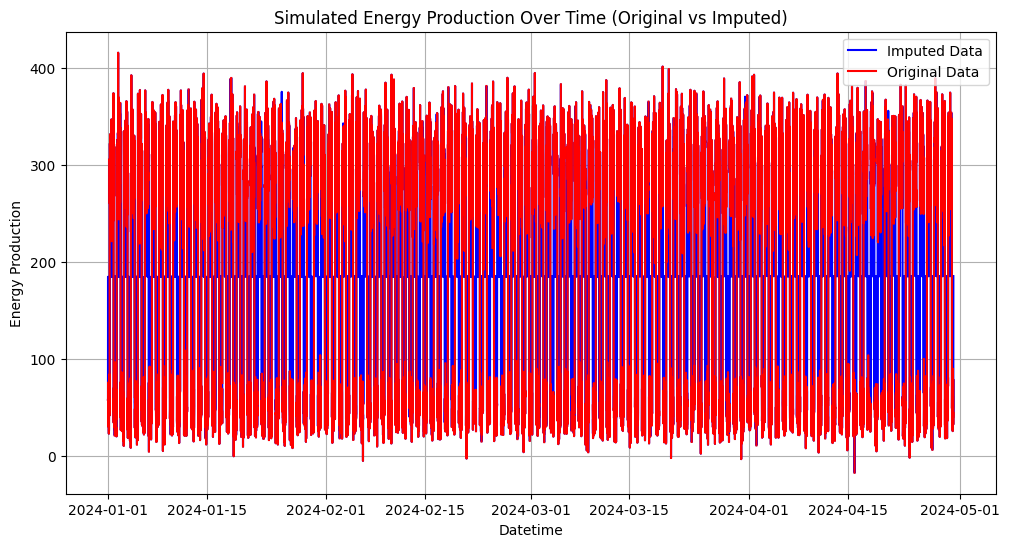 Simulated Energy Production Over Time (Original vs Imputed)
Imputed Data
Original Data
400
300
200
100
0
Energy Production
2024-01-01 2024-01-15 2024-02-01 2024-02-15 2024-03-01 2024-03-15 2024-04-01 2024-04-15 2024-05-01
Datetime